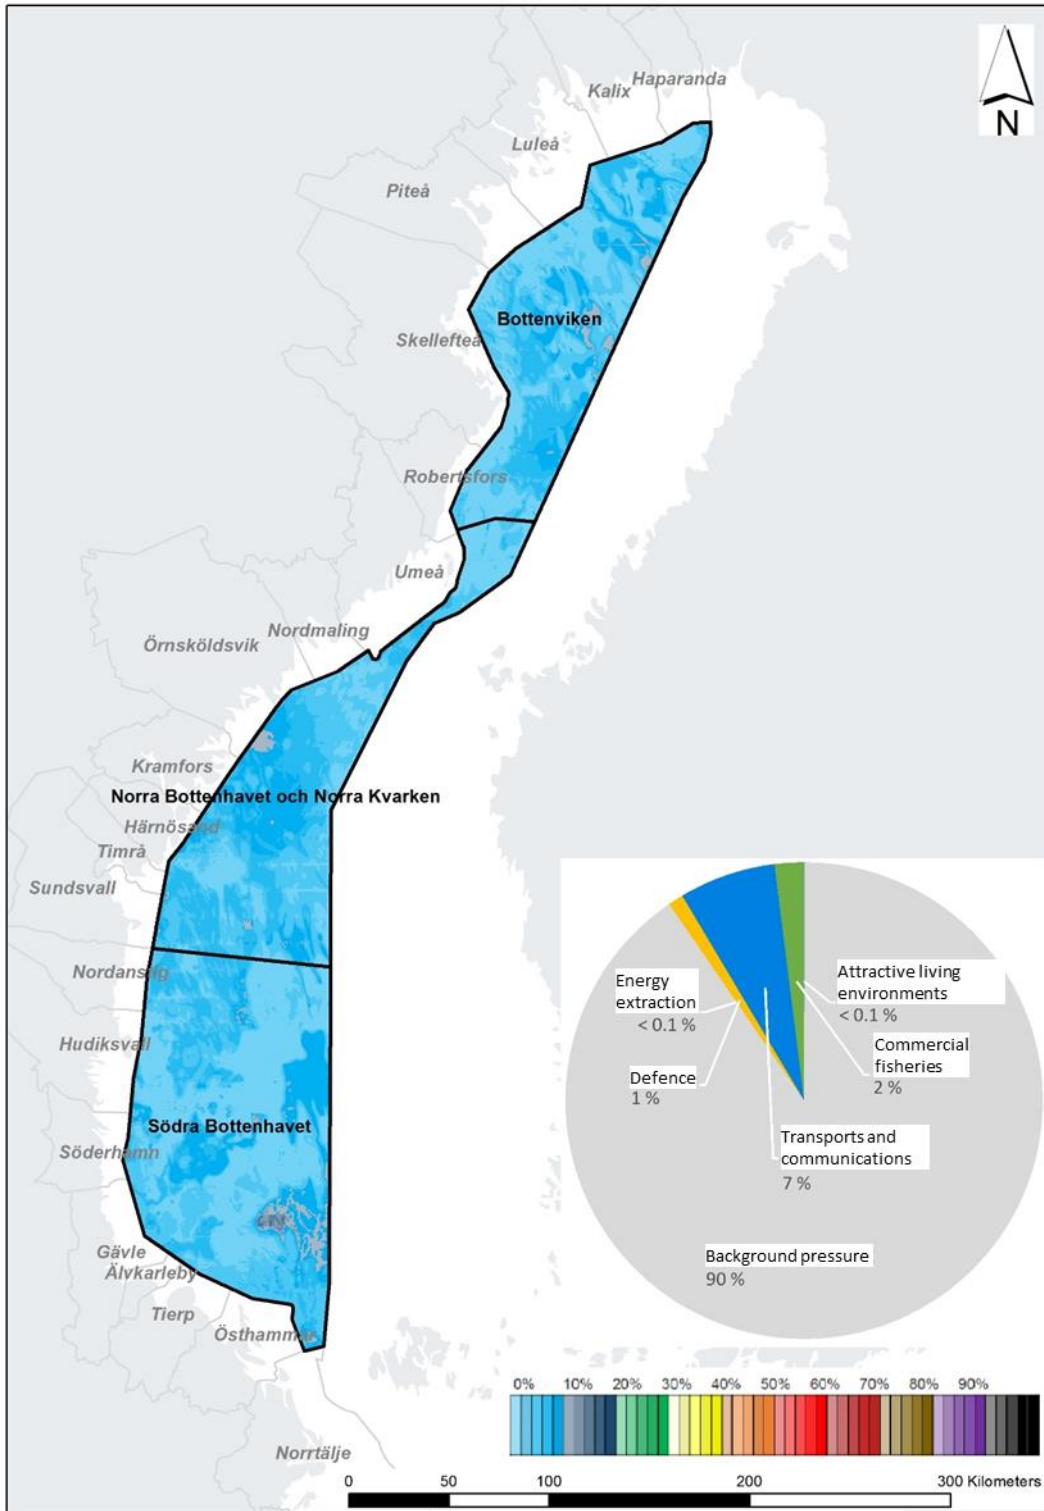 Haparanda
Kalix
N
Luleå
Piteå
Bottenviken
Skellefteå
Robertsfors
Umeå
Nordmaling
Örnsköldsvik
Kramfors
Norra Bottenhavet och Norra Kvarken
Härnösand
Timrå
Sundsvall
Nordanstig
Hudiksvall
Södra Bottenhavet
Söderhamn
Gävle
Älvkarleby
Tierp
Östhammar
Norrtälje
Energy
extraction
< 0.1 %
Attractive living
environments
< 0.1 %
Commercial
fisheries
2 %
Defence
1 %
Transports and
communications
7 %
Background pressure
90 %
0% 10% 20% 30% 40% 50% 60% 70% 80% 90%
0 50 100 200 300 Kilometers